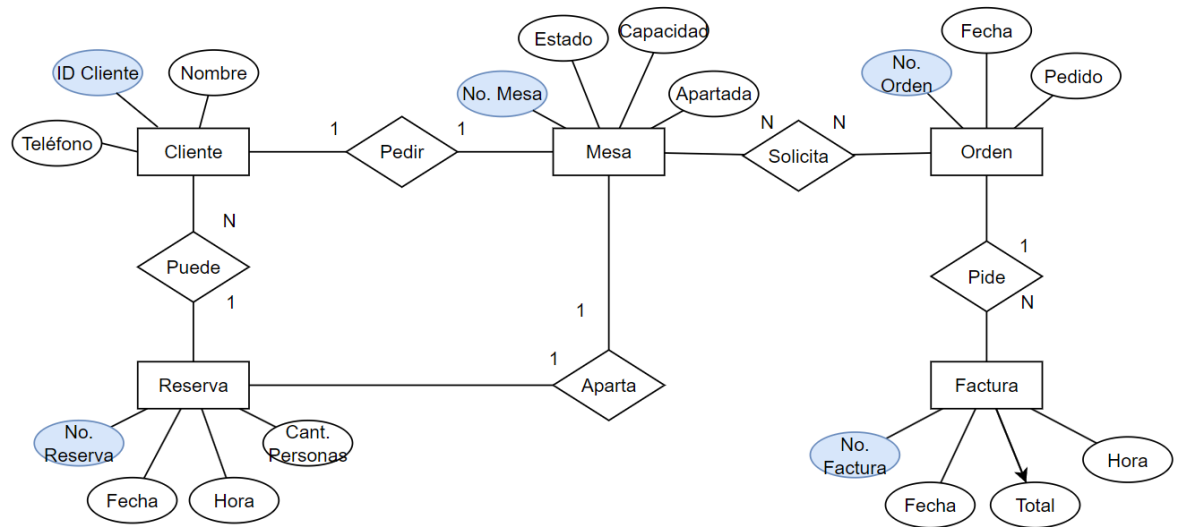 Fecha
Estado
Capacidad
No.
Orden
ID Cliente
Nombre
Pedido
No. Mesa
Apartada
Teléfono
1
1
N
N
Cliente
Pedir
Mesa
Solicita
Orden
N
1
Puede
Pide
1
N
1
1
Reserva
Aparta
Factura
No.
Reserva
Cant.
Personas
No.
Factura
Hora
Fecha
Hora
Fecha
Total